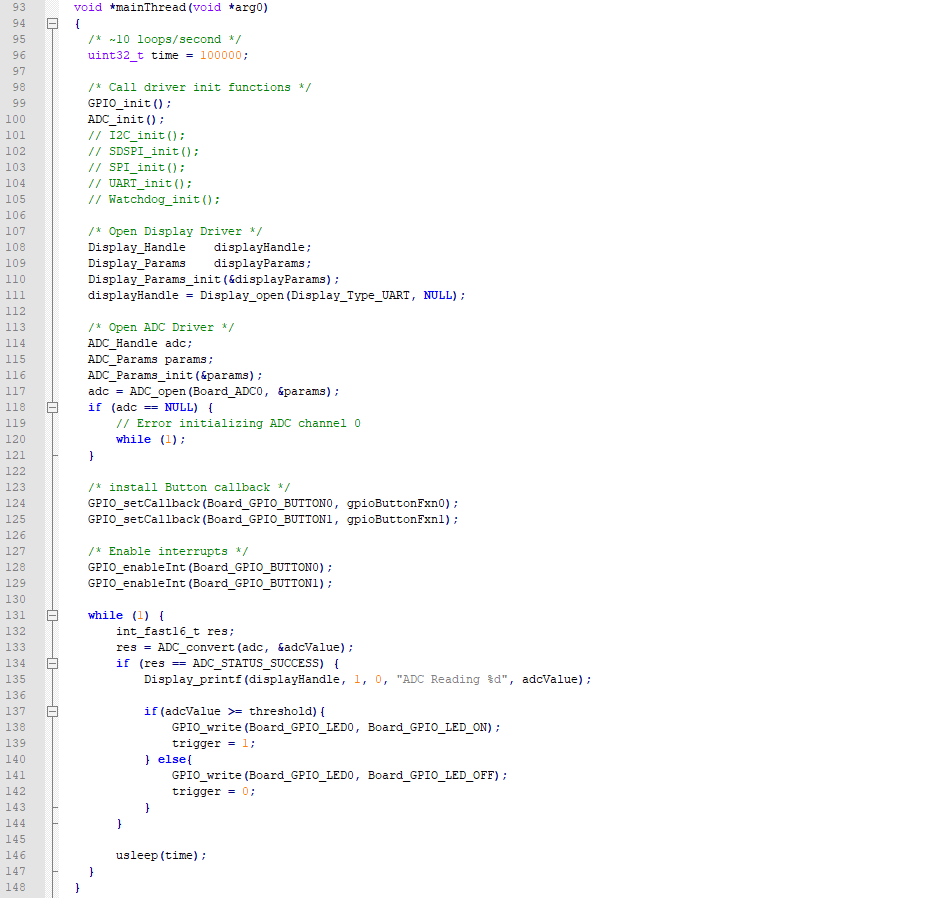 93 void *mainThread(void *arg0)
94 {
95 /* ~10 loops/second */
96 uint32_t time = 100000;
97
98 /* Call driver init functions */
99 GPIO_init();
100 ADC_init();
101 // I2C_init();
102 // SDSPI_init();
103 // SPI_init();
104 // UART_init();
105 // Watchdog_init();
106
107 /* Open Display Driver */
108 Display_Handle    displayHandle;
109 Display_Params    displayParams;
110 Display_Params_init(&displayParams);
111 displayHandle = Display_open(Display_Type_UART, NULL);
112
113 /* Open ADC Driver */
114 ADC_Handle adc;
115 ADC_Params params;
116 ADC_Params_init(&params);
117 adc = ADC_open(Board_ADC0, &params);
118 if (adc == NULL) {
119 // Error initializing ADC channel 0
120 while (1);
121 }
122
123 /* install Button callback */
124 GPIO_setCallback(Board_GPIO_BUTTON0, gpioButtonFxn0);
125 GPIO_setCallback(Board_GPIO_BUTTON1, gpioButtonFxn1);
126
127 /* Enable interrupts */
128 GPIO_enableInt(Board_GPIO_BUTTON0);
129 GPIO_enableInt(Board_GPIO_BUTTON1);
130
131 while (1) {
132 int_fast16_t res;
133 res = ADC_convert(adc, &adcValue);
134 if (res == ADC_STATUS_SUCCESS) {
135 Display_printf(displayHandle, 1, 0, "ADC Reading %d", adcValue);
136
137 if(adcValue >= threshold){
138 GPIO_write(Board_GPIO_LED0, Board_GPIO_LED_ON);
139 trigger = 1;
140 } else{
141 GPIO_write(Board_GPIO_LED0, Board_GPIO_LED_OFF);
142 trigger = 0;
143 }
144 }
145
146 usleep(time);
147 }
148 }